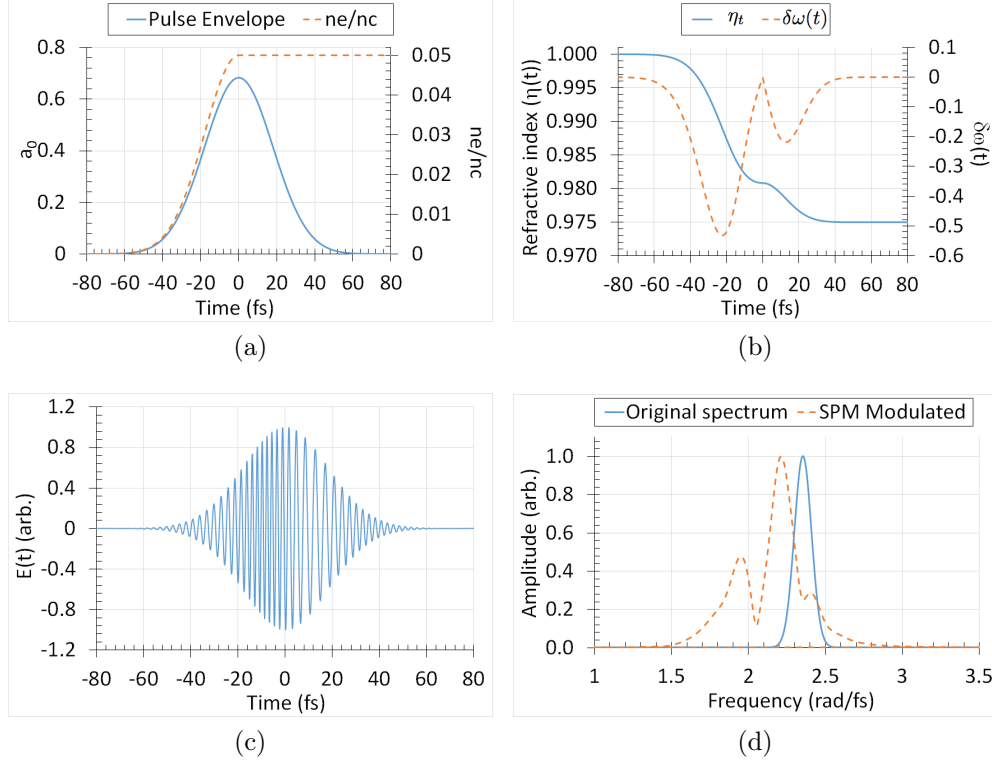 Pulse Envelope ne/nc
0.8
0.6
0.4
0.2
0
a₀
0.05
0.04
0.03
0.02
0.01
0
ne/nc
-80 -60 -40 -20 0 20 40 60 80
Time (fs)
(a)
ηt δω(t)
1.000
0.995
0.990
0.985
0.980
0.975
0.970
Refractive index (η(t))
0.1
0
-0.1
-0.2
-0.3
-0.4
-0.5
-0.6
δω(t)
-80 -60 -40 -20 0 20 40 60 80
Time (fs)
(b)
1.2
0.8
0.4
0
-0.4
-0.8
-1.2
E(t) (arb.)
-80 -60 -40 -20 0 20 40 60 80
Time (fs)
(c)
Original spectrum SPM Modulated
1.0
0.8
0.6
0.4
0.2
0.0
Amplitude (arb.)
1 1.5 2 2.5 3 3.5
Frequency (rad/fs)
(d)